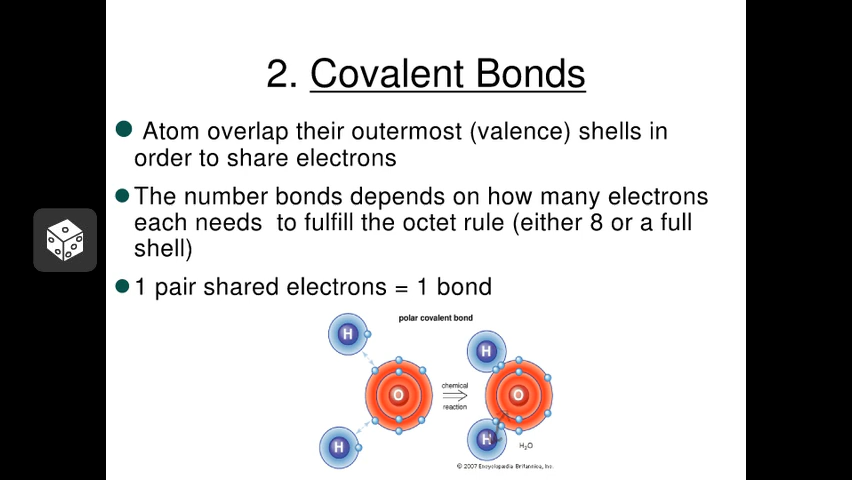 2. Covalent Bonds
Atom overlap their outermost (valence) shells in
order to share electrons
The number bonds depends on how many electrons
each needs to fulfill the octet rule (either 8 or a full
shell)
1 pair shared electrons = 1 bond
polar covalent bond
H
H
O
chemical
reaction
H
O
H
H₂O
H
© 2007 Encyclopædia Britannica, Inc.